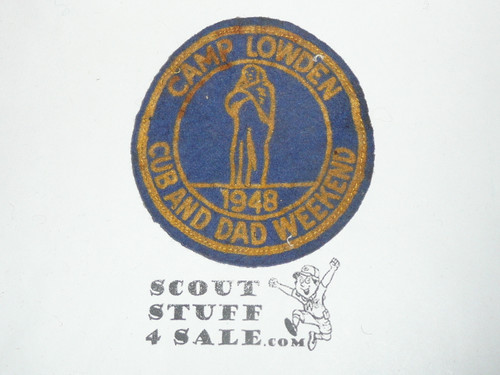 CAMP LOWDEN
1948
CUB AND DAD WEEKEND
SCOUT
STUFF
4 SALE.COM